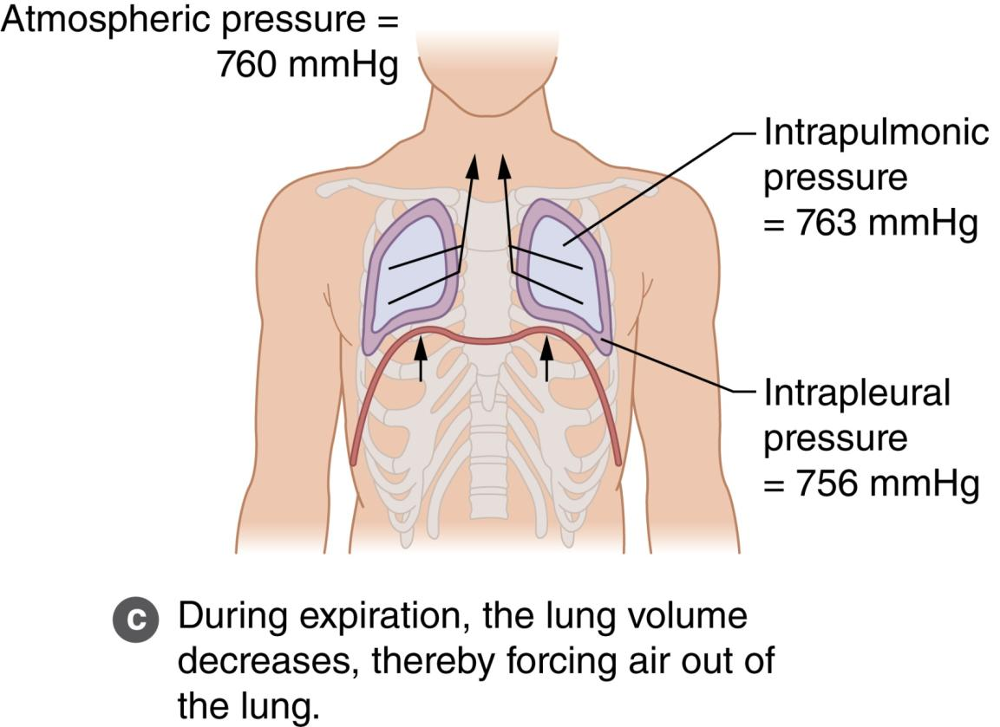 Atmospheric pressure =
760 mmHg
Intrapulmonic
pressure
= 763 mmHg
Intrapleural
pressure
= 756 mmHg
c During expiration, the lung volume
decreases, thereby forcing air out of
the lung.